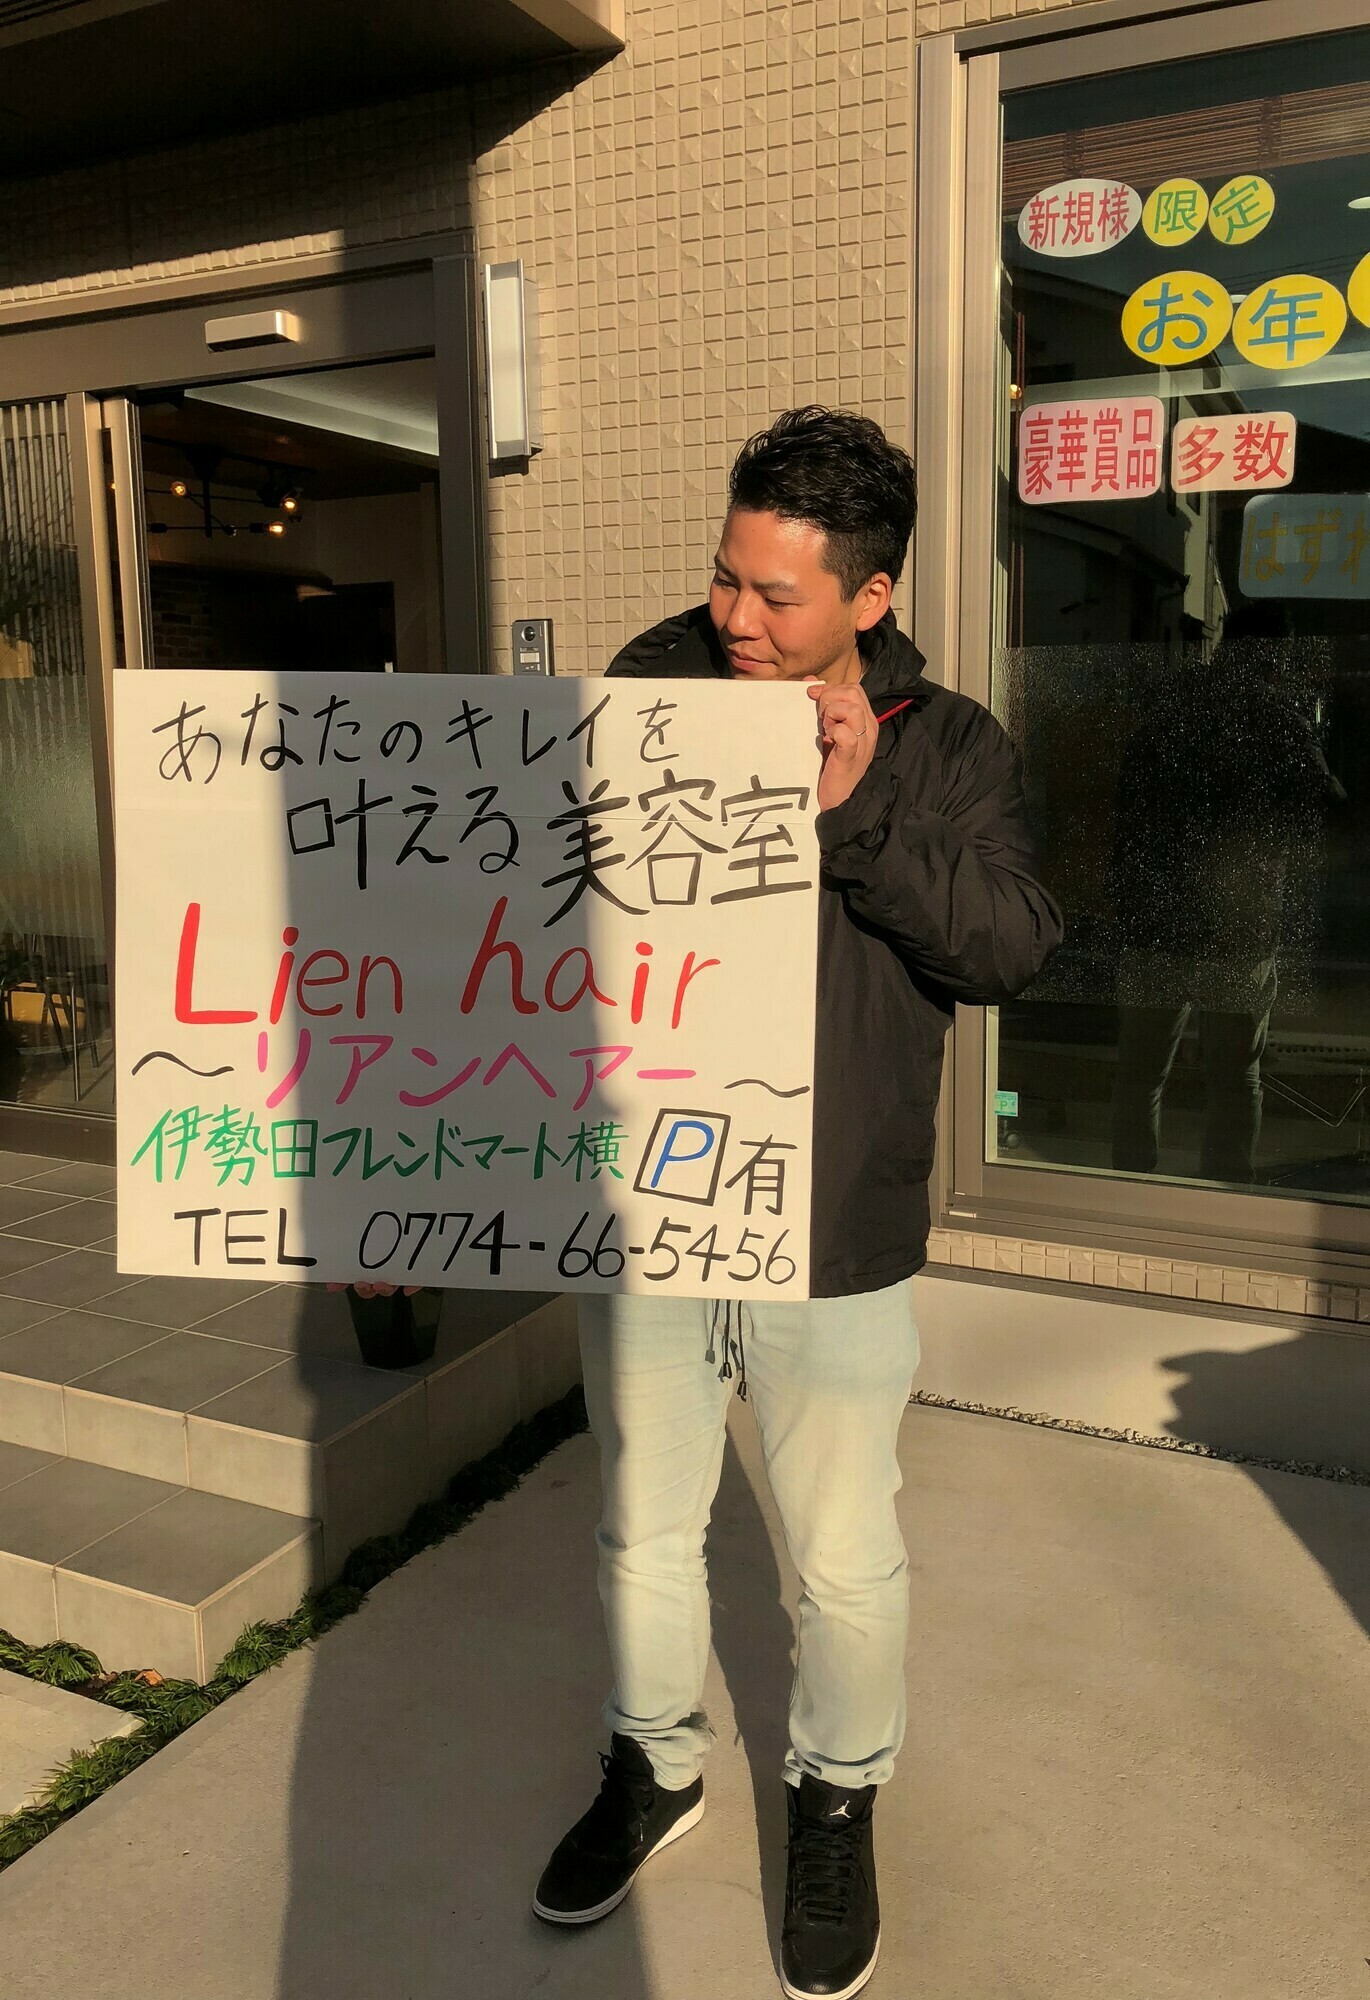 あなたのキレイを
叶える美容室
Lien hair
〜リアンヘアー〜
伊勢田フレンドマート横 P有
TEL 0774-66-5456
新規様限定
お年
豪華賞品多数
はずれ